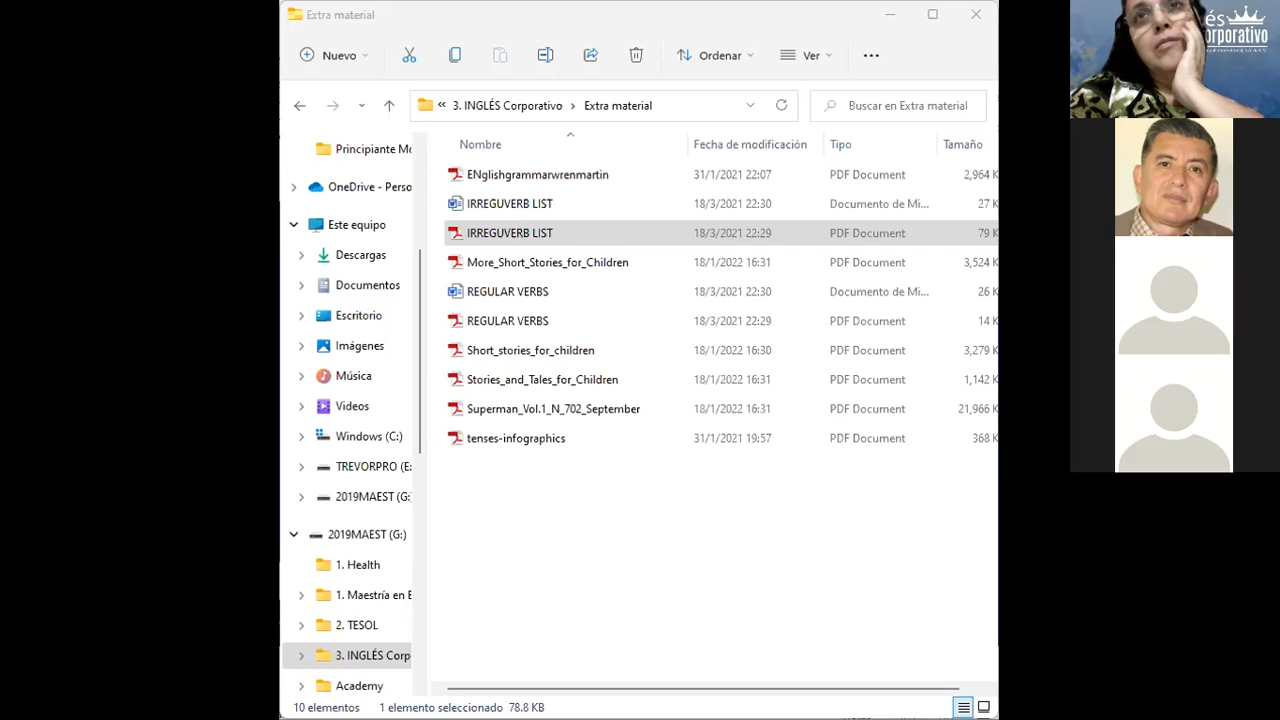 Extra material
Nuevo
Ordenar
Ver
« 3. INGLÉS Corporativo > Extra material
Buscar en Extra material
Nombre Fecha de modificación Tipo Tamaño
Principiante Mo
OneDrive - Perso
Este equipo
Descargas
Documentos
Escritorio
Imágenes
Música
Videos
Windows (C:)
TREVORPRO (E:
2019MAEST (G:
2019MAEST (G:)
1. Health
1. Maestría en E
2. TESOL
3. INGLÉS Corp
Academy
ENglishgrammarwrenmartin 31/1/2021 22:07 PDF Document 2,964 K
IRREGUVERB LIST 18/3/2021 22:30 Documento de Mi... 27 K
IRREGUVERB LIST 18/3/2021 22:29 PDF Document 79 K
More_Short_Stories_for_Children 18/1/2022 16:31 PDF Document 3,524 K
REGULAR VERBS 18/3/2021 22:30 Documento de Mi... 26 K
REGULAR VERBS 18/3/2021 22:29 PDF Document 14 K
Short_stories_for_children 18/1/2022 16:30 PDF Document 3,279 K
Stories_and_Tales_for_Children 18/1/2022 16:31 PDF Document 1,142 K
Superman_Vol.1_N_702_September 18/1/2022 16:31 PDF Document 21,966 K
tenses-infographics 31/1/2021 19:57 PDF Document 368 K
10 elementos 1 elemento seleccionado 78.8 KB
és
orporativo